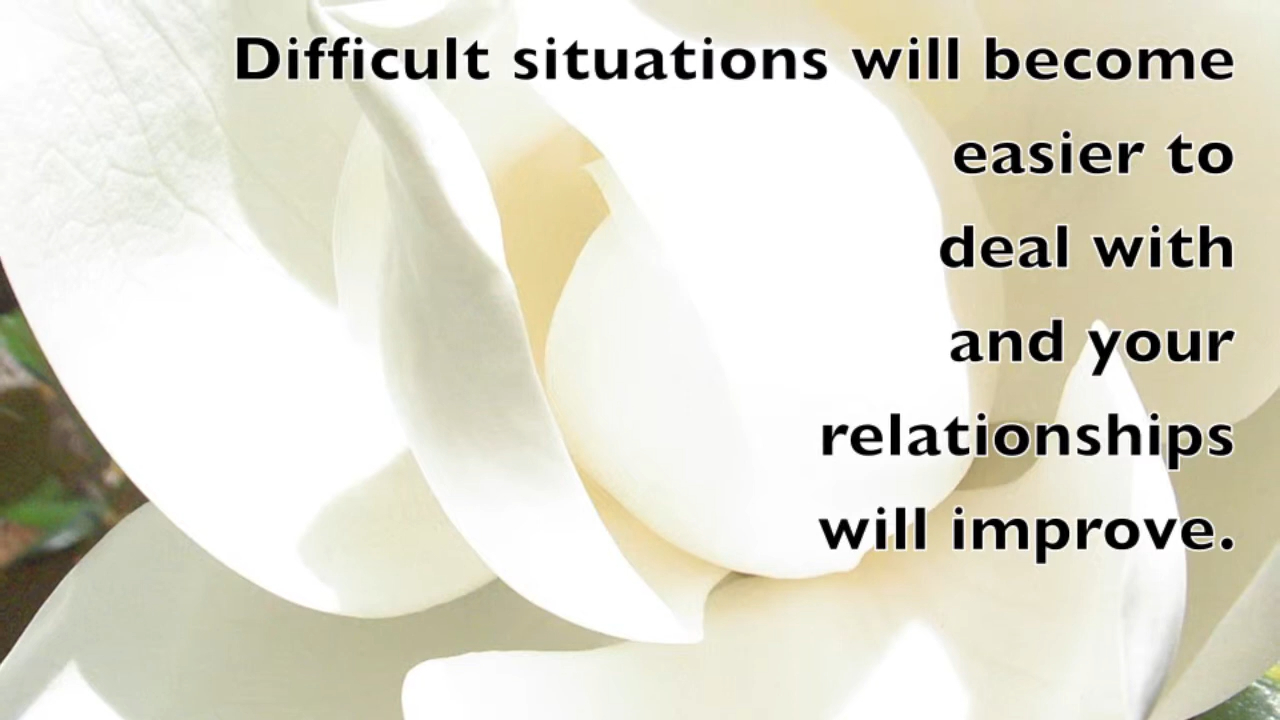 Difficult situations will become
easier to
deal with
and your
relationships
will improve.